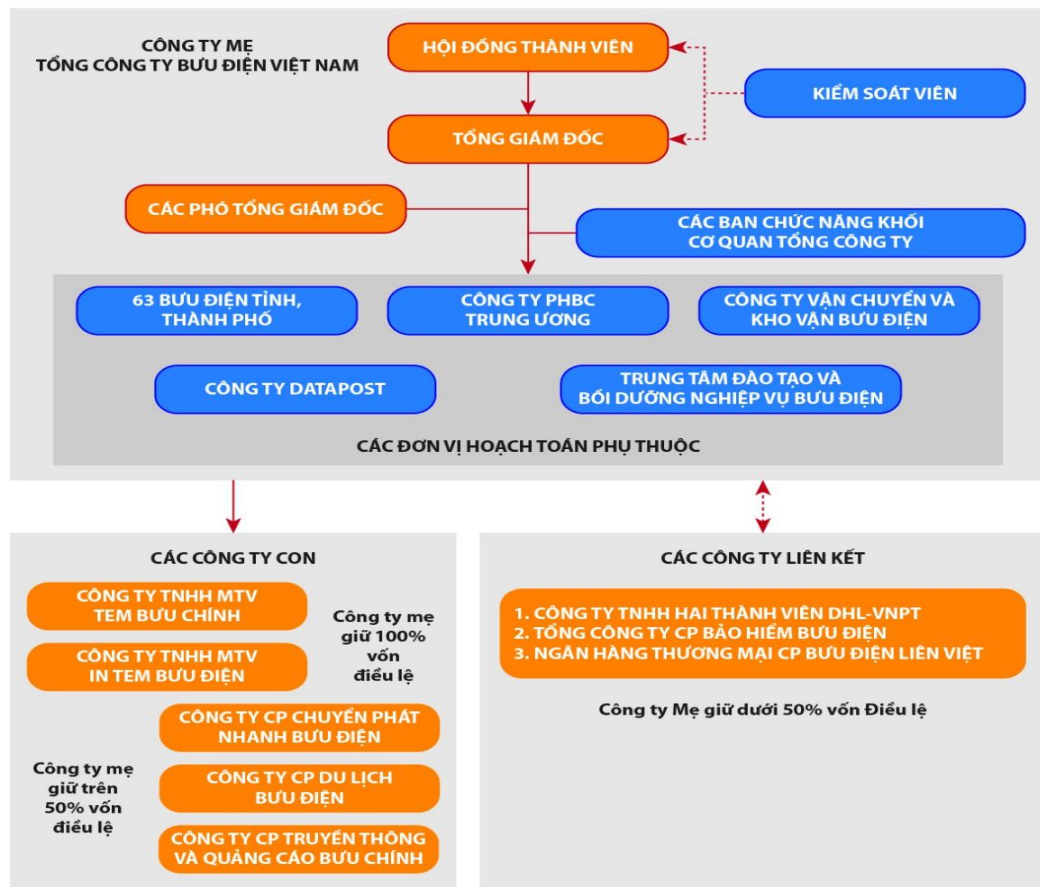 CÔNG TY MẸ
TỔNG CÔNG TY BƯU ĐIỆN VIỆT NAM
HỘI ĐỒNG THÀNH VIÊN
KIỂM SOÁT VIÊN
TỔNG GIÁM ĐỐC
CÁC PHÓ TỔNG GIÁM ĐỐC
CÁC BAN CHỨC NĂNG KHỐI
CƠ QUAN TỔNG CÔNG TY
63 BƯU ĐIỆN TỈNH,
THÀNH PHỐ
CÔNG TY PHBC
TRUNG ƯƠNG
CÔNG TY VẬN CHUYỂN VÀ
KHO VẬN BƯU ĐIỆN
CÔNG TY DATAPOST
TRUNG TÂM ĐÀO TẠO VÀ
BỒI DƯỠNG NGHIỆP VỤ BƯU ĐIỆN
CÁC ĐƠN VỊ HOẠCH TOÁN PHỤ THUỘC
CÁC CÔNG TY CON
CÔNG TY TNHH MTV
TEM BƯU CHÍNH
CÔNG TY TNHH MTV
IN TEM BƯU ĐIỆN
Công ty mẹ
giữ 100%
vốn
điều lệ
CÔNG TY CP CHUYỂN PHÁT
NHANH BƯU ĐIỆN
CÔNG TY CP DU LỊCH
BƯU ĐIỆN
CÔNG TY CP TRUYỀN THÔNG
VÀ QUẢNG CÁO BƯU CHÍNH
Công ty mẹ
giữ trên
50% vốn
điều lệ
CÁC CÔNG TY LIÊN KẾT
1. CÔNG TY TNHH HAI THÀNH VIÊN DHL-VNPT
2. TỔNG CÔNG TY CP BẢO HIỂM BƯU ĐIỆN
3. NGÂN HÀNG THƯƠNG MẠI CP BƯU ĐIỆN LIÊN VIỆT
Công ty Mẹ giữ dưới 50% vốn Điều lệ